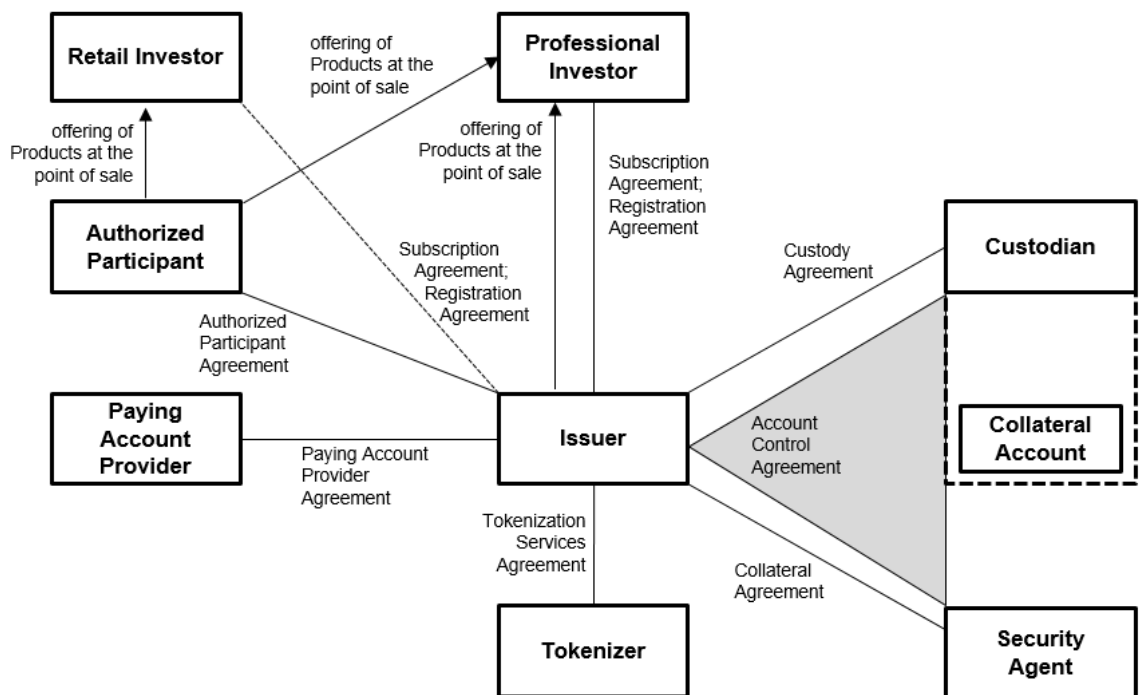 Retail Investor
offering of
Products at the
point of sale
Professional
Investor
offering of
Products at the
point of sale
offering of
Products at the
point of sale
Subscription
Agreement;
Registration
Agreement
Authorized
Participant
Subscription
Agreement;
Registration
Agreement
Custody
Agreement
Custodian
Authorized
Participant
Agreement
Paying
Account
Provider
Paying Account
Provider
Agreement
Issuer
Account
Control
Agreement
Collateral
Account
Tokenization
Services
Agreement
Collateral
Agreement
Tokenizer
Security
Agent